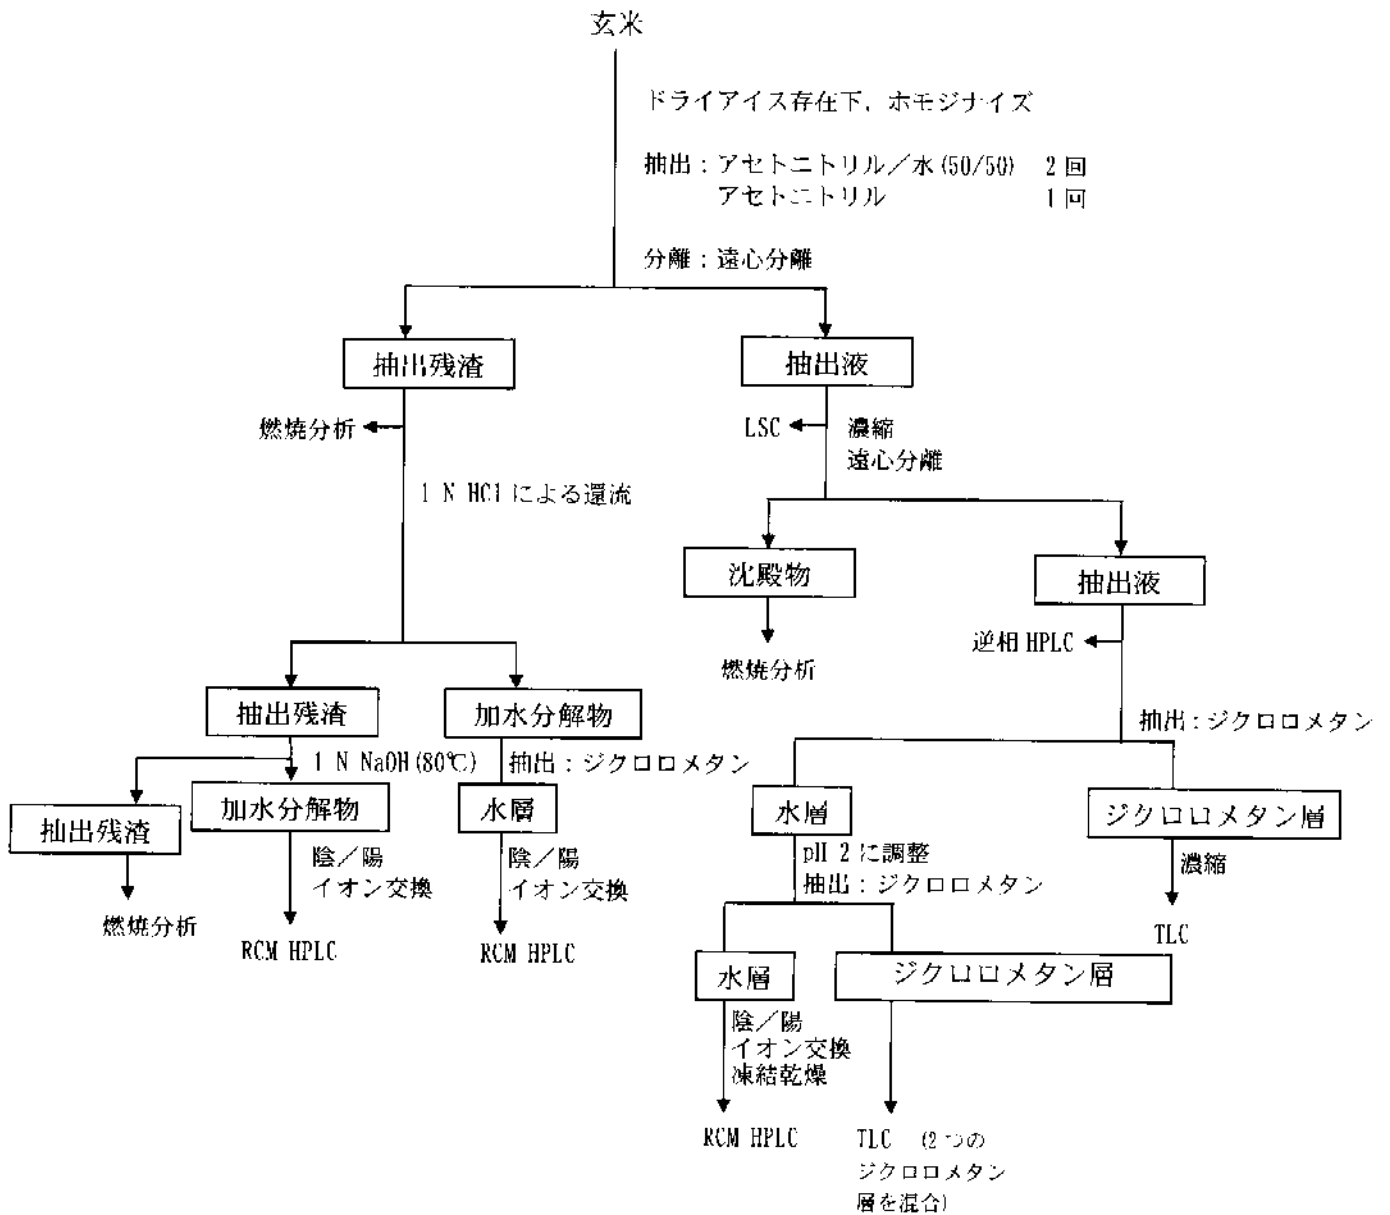 玄米
ドライアイス存在下, ホモジナイズ
抽出：アセトニトリル／水(50/50) 2回
アセトニトリル 1回
分離：遠心分離
抽出残渣
抽出液
燃焼分析
LSC
濃縮
遠心分離
1 N HClによる還流
沈殿物
抽出液
燃焼分析
逆相HPLC
抽出残渣
加水分解物
抽出：ジクロロメタン
1 N NaOH(80℃)
抽出：ジクロロメタン
抽出残渣
加水分解物
水層
水層
ジクロロメタン層
陰／陽
イオン交換
陰／陽
イオン交換
pH 2に調整
抽出：ジクロロメタン
濃縮
燃焼分析
RCM HPLC
RCM HPLC
TLC
水層
ジクロロメタン層
陰／陽
イオン交換
凍結乾燥
RCM HPLC
TLC (2つの
ジクロロメタン
層を混合)